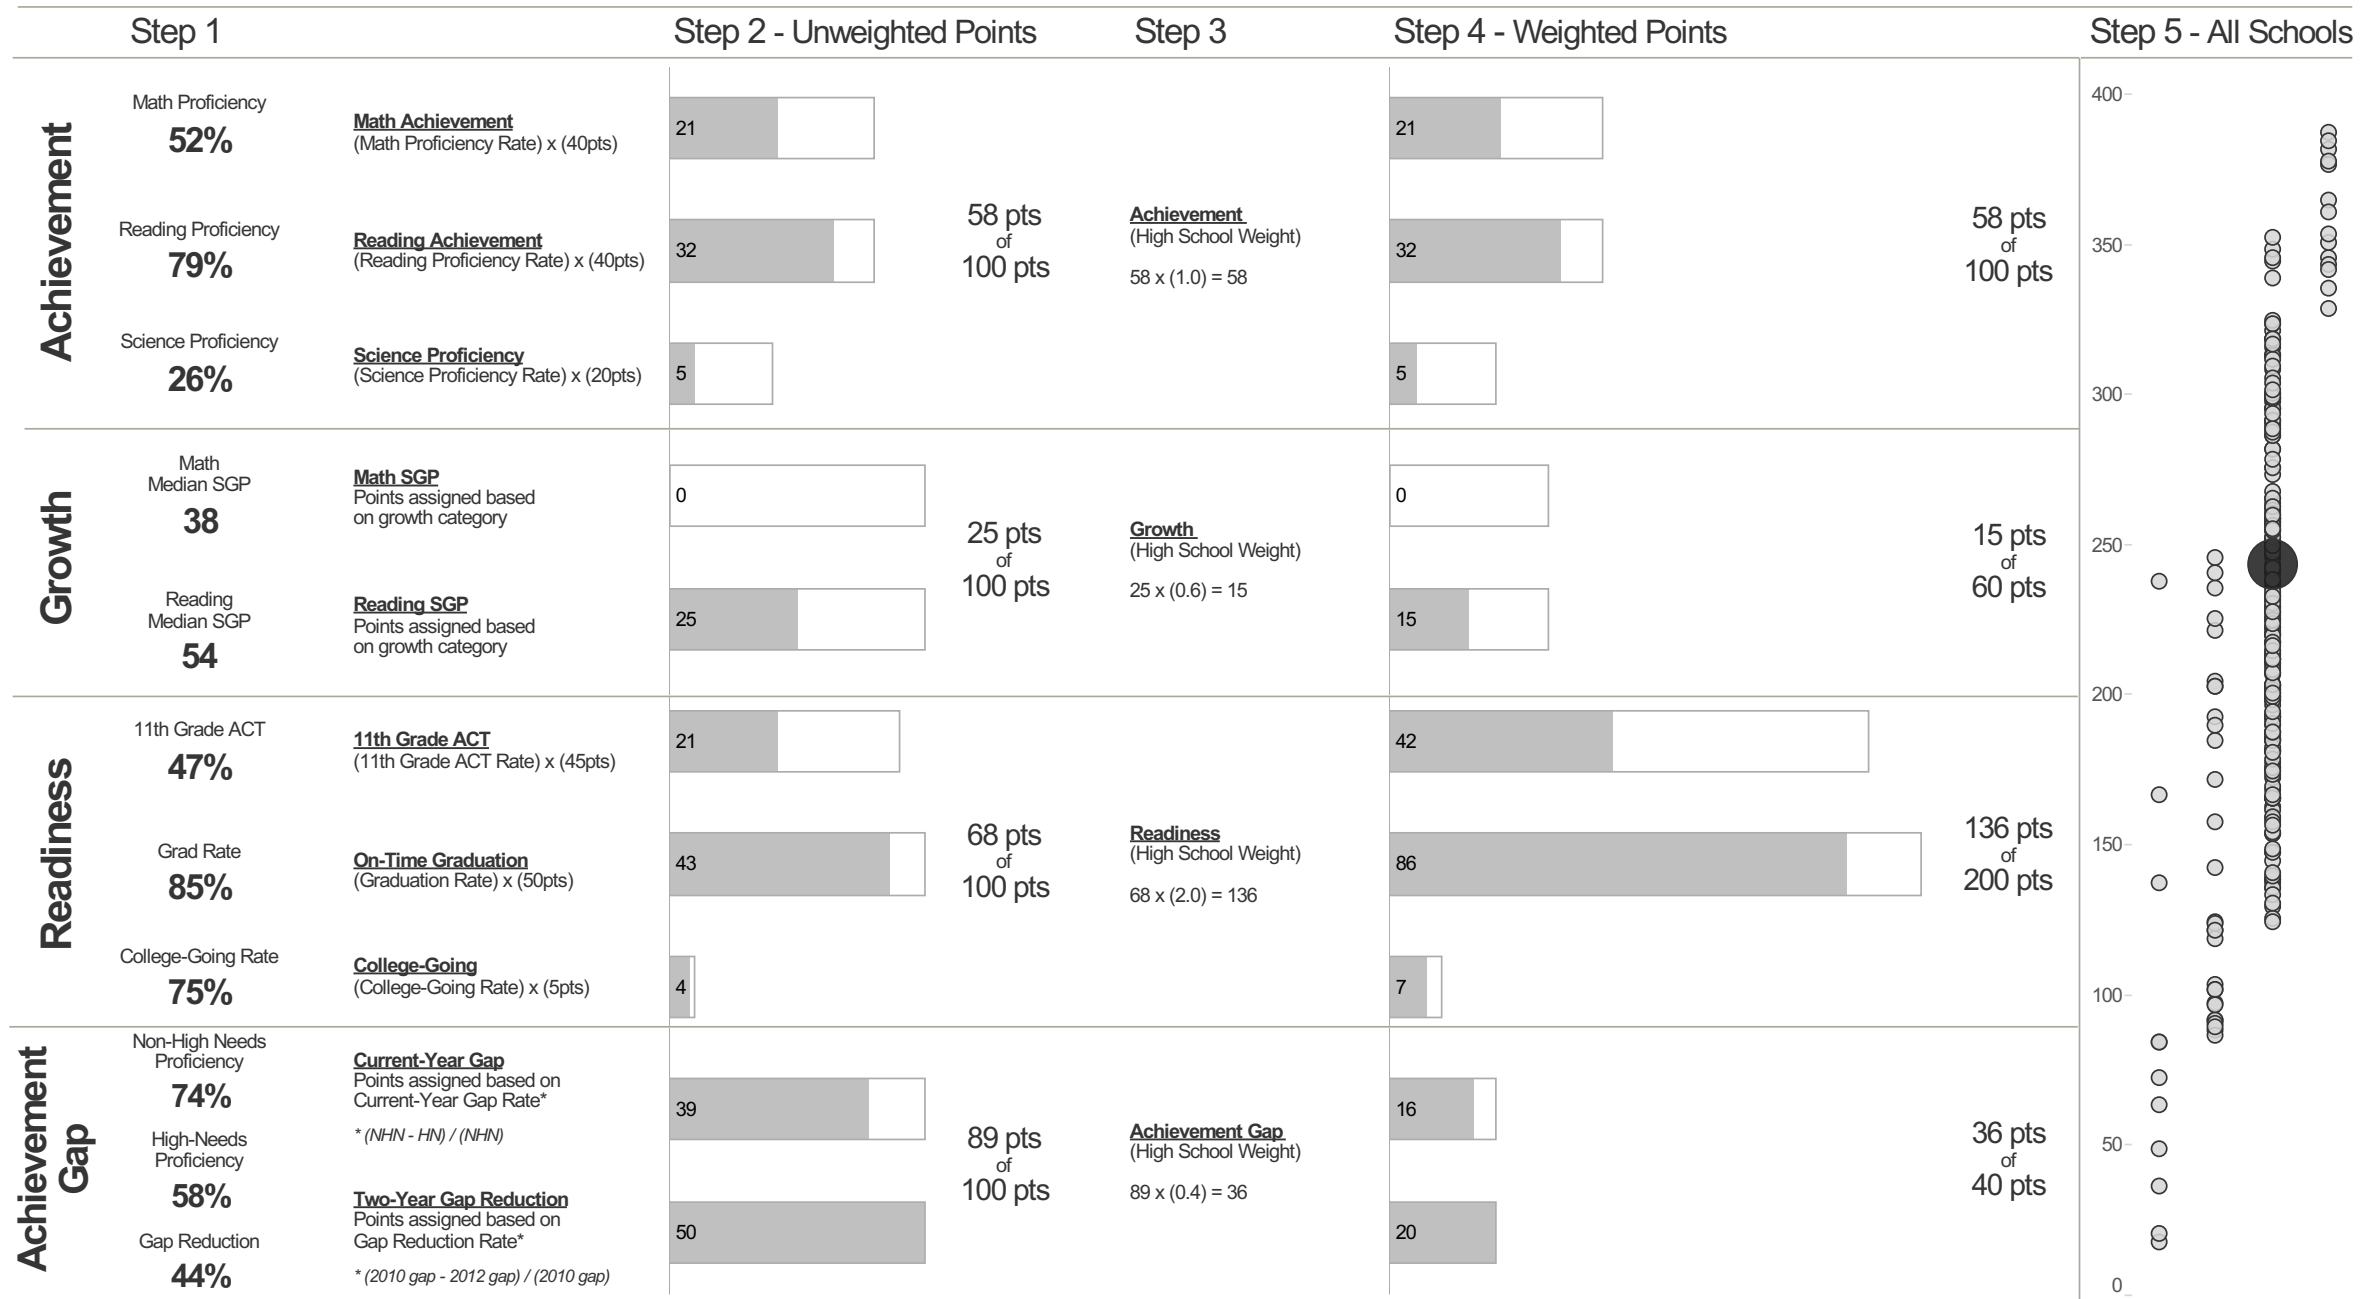 Step 1
Step 2 - Unweighted Points
Step 3
Step 4 - Weighted Points
Step 5 - All Schools
Achievement
Math Proficiency
52%
Math Achievement
(Math Proficiency Rate) x (40pts)
21
21
Reading Proficiency
79%
Reading Achievement
(Reading Proficiency Rate) x (40pts)
32
58 pts
of
100 pts
Achievement
(High School Weight)
58 x (1.0) = 58
32
58 pts
of
100 pts
Science Proficiency
26%
Science Proficiency
(Science Proficiency Rate) x (20pts)
5
5
Growth
Math
Median SGP
38
Math SGP
Points assigned based
on growth category
0
25 pts
of
100 pts
Growth
(High School Weight)
25 x (0.6) = 15
0
15 pts
of
60 pts
Reading
Median SGP
54
Reading SGP
Points assigned based
on growth category
25
15
Readiness
11th Grade ACT
47%
11th Grade ACT
(11th Grade ACT Rate) x (45pts)
21
42
Grad Rate
85%
On-Time Graduation
(Graduation Rate) x (50pts)
43
68 pts
of
100 pts
Readiness
(High School Weight)
68 x (2.0) = 136
86
136 pts
of
200 pts
College-Going Rate
75%
College-Going
(College-Going Rate) x (5pts)
4
7
Achievement
Gap
Non-High Needs
Proficiency
74%
High-Needs
Proficiency
58%
Gap Reduction
44%
Current-Year Gap
Points assigned based on
Current-Year Gap Rate*
* (NHN - HN) / (NHN)
Two-Year Gap Reduction
Points assigned based on
Gap Reduction Rate*
* (2010 gap - 2012 gap) / (2010 gap)
39
50
89 pts
of
100 pts
Achievement Gap
(High School Weight)
89 x (0.4) = 36
16
20
36 pts
of
40 pts
400
350
300
250
200
150
100
50
0